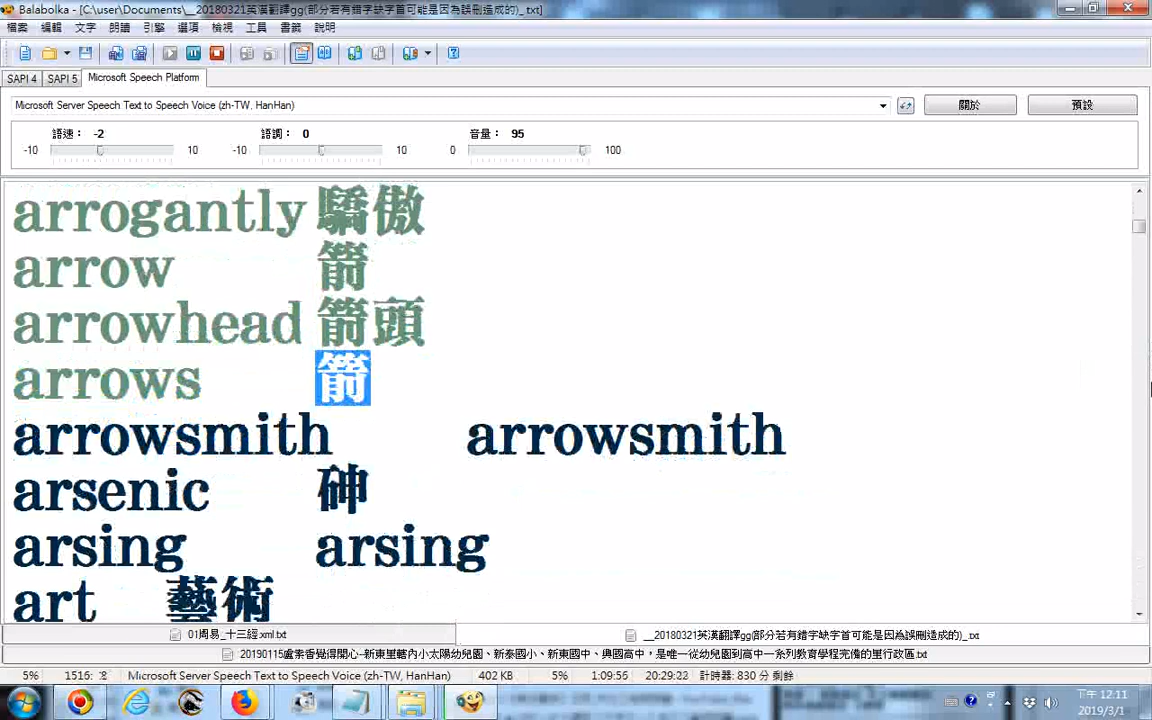 Balabolka - [C:\user\Documents\__20180321英漢翻譯gg(部分若有錯字缺字首可能是因為誤刪造成的)_.txt]
檔案 編輯 文字 朗讀 引擎 選項 檢視 工具 書籤 說明
SAPI 4 SAPI 5 Microsoft Speech Platform
Microsoft Server Speech Text to Speech Voice (zh-TW, HanHan) 關於 預設
語速： -2 語調： 0 音量： 95
-10 10 -10 10 0 100
arrogantly 驕傲
arrow 箭
arrowhead 箭頭
arrows 箭
arrowsmith arrowsmith
arsenic 砷
arsing arsing
art 藝術
01周易_十三經.xml.txt __20180321英漢翻譯gg(部分若有錯字缺字首可能是因為誤刪造成的)_.txt
20190115盧素香覺得開心-新東里轄內小太陽幼兒園、新泰國小、新東國中、興國高中，是唯一從幼兒園到高中一系列教育學程完備的里行政區.txt
5% 1516: Microsoft Server Speech Text to Speech Voice (zh-TW, HanHan) 402 KB 5% 1:09:55 20:29:23 計時器: 830 分 剩餘
下午 12:11
2019/3/1